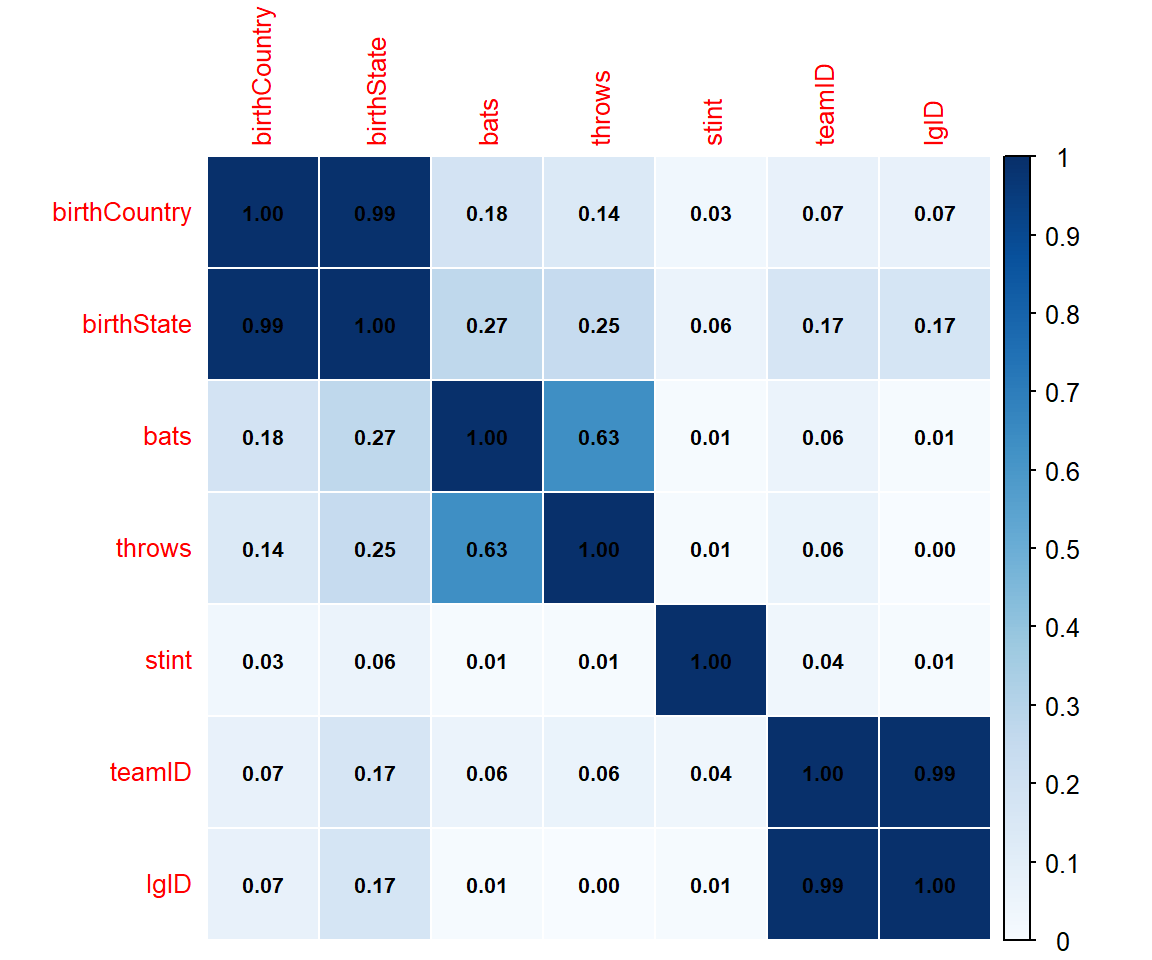 birthCountry birthState bats throws stint teamID lgID
birthCountry 1.00 0.99 0.18 0.14 0.03 0.07 0.07
birthState 0.99 1.00 0.27 0.25 0.06 0.17 0.17
bats 0.18 0.27 1.00 0.63 0.01 0.06 0.01
throws 0.14 0.25 0.63 1.00 0.01 0.06 0.00
stint 0.03 0.06 0.01 0.01 1.00 0.04 0.01
teamID 0.07 0.17 0.06 0.06 0.04 1.00 0.99
lgID 0.07 0.17 0.01 0.00 0.01 0.99 1.00
1
0.9
0.8
0.7
0.6
0.5
0.4
0.3
0.2
0.1
0